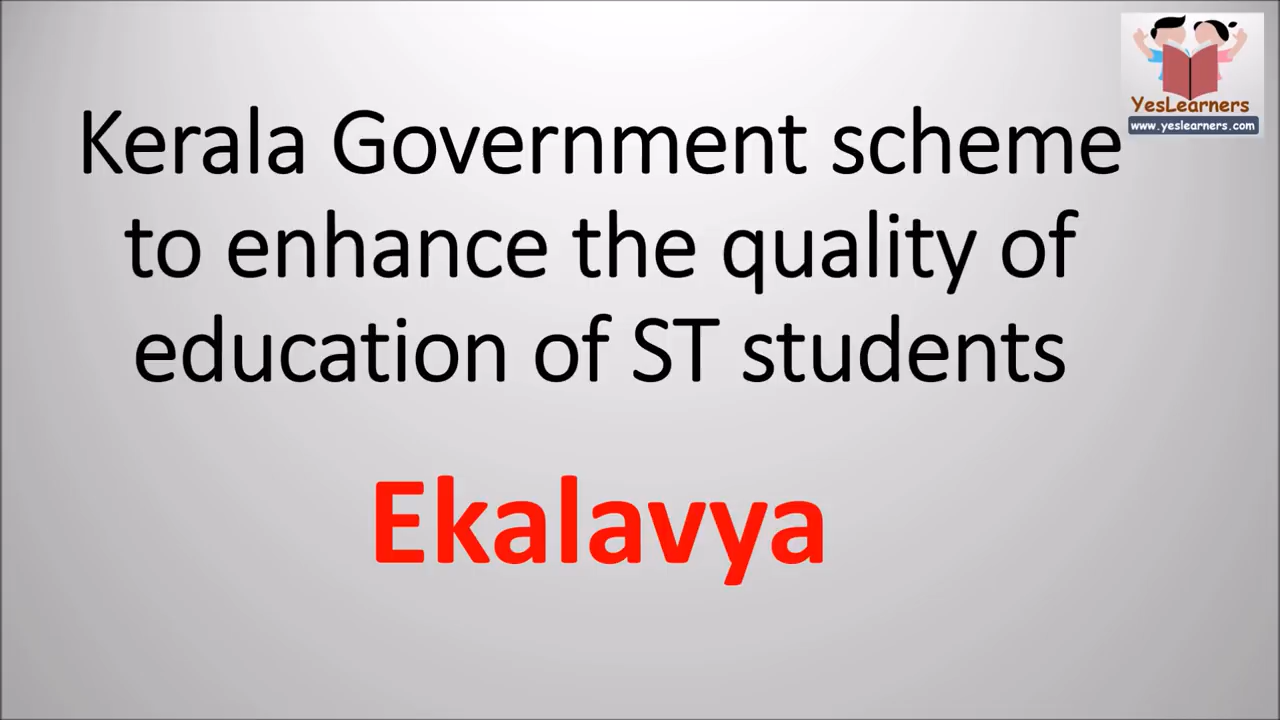 YesLearners
www.yeslearners.com
Kerala Government scheme
to enhance the quality of
education of ST students
Ekalavya